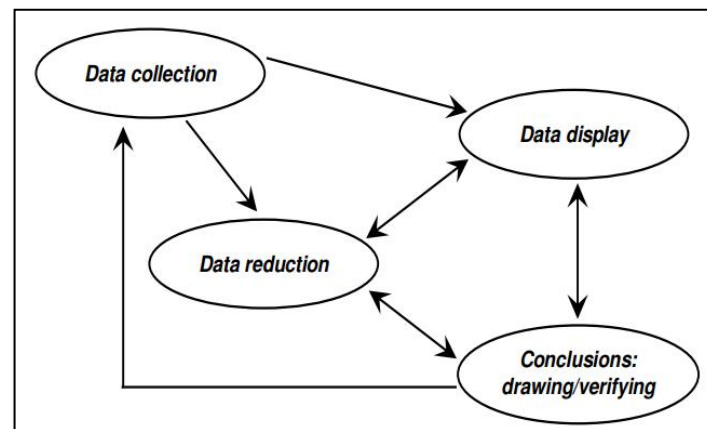 Data collection
Data display
Data reduction
Conclusions:
drawing/verifying